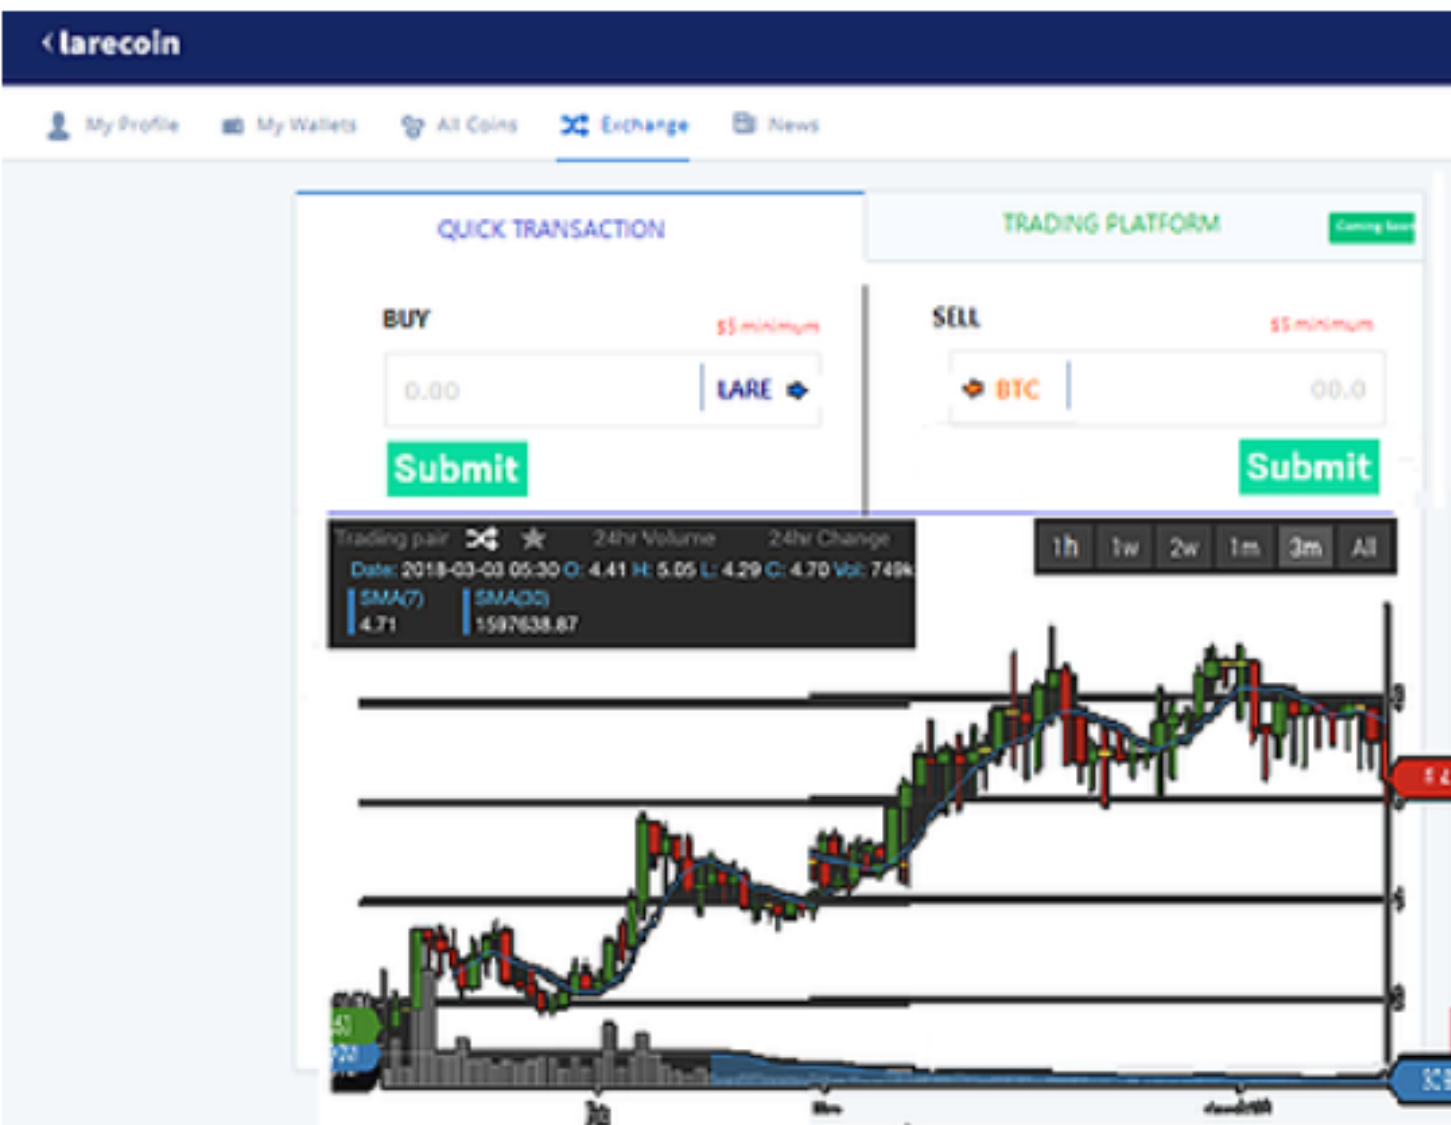 larecoin
My Profile My Wallets All Coins Exchange News
QUICK TRANSACTION TRADING PLATFORM Coming Soon
BUY $5 minimum SELL $5 minimum
0.00 LARE BTC 00.0
Submit Submit
Trading pair 24hr Volume 24hr Change 1h 1w 2w 1m 3m All
Date: 2018-03-03 05:30 O: 4.41 H: 5.05 L: 4.29 C: 4.70 Vol: 749k
SMA(7) SMA(30)
4.71 1597638.87